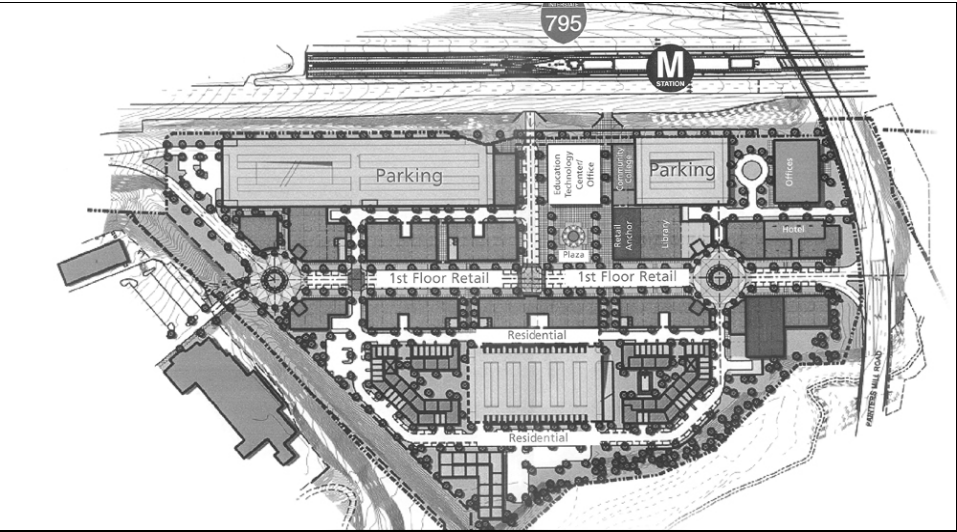 INTERSTATE
795
M
STATION
Parking
Education
Technology
Center/
Office
Community
College
Parking
Offices
Retail
Anchor
Library
Hotel
Plaza
1st Floor Retail
1st Floor Retail
Residential
Residential
PAINTERS MILL ROAD